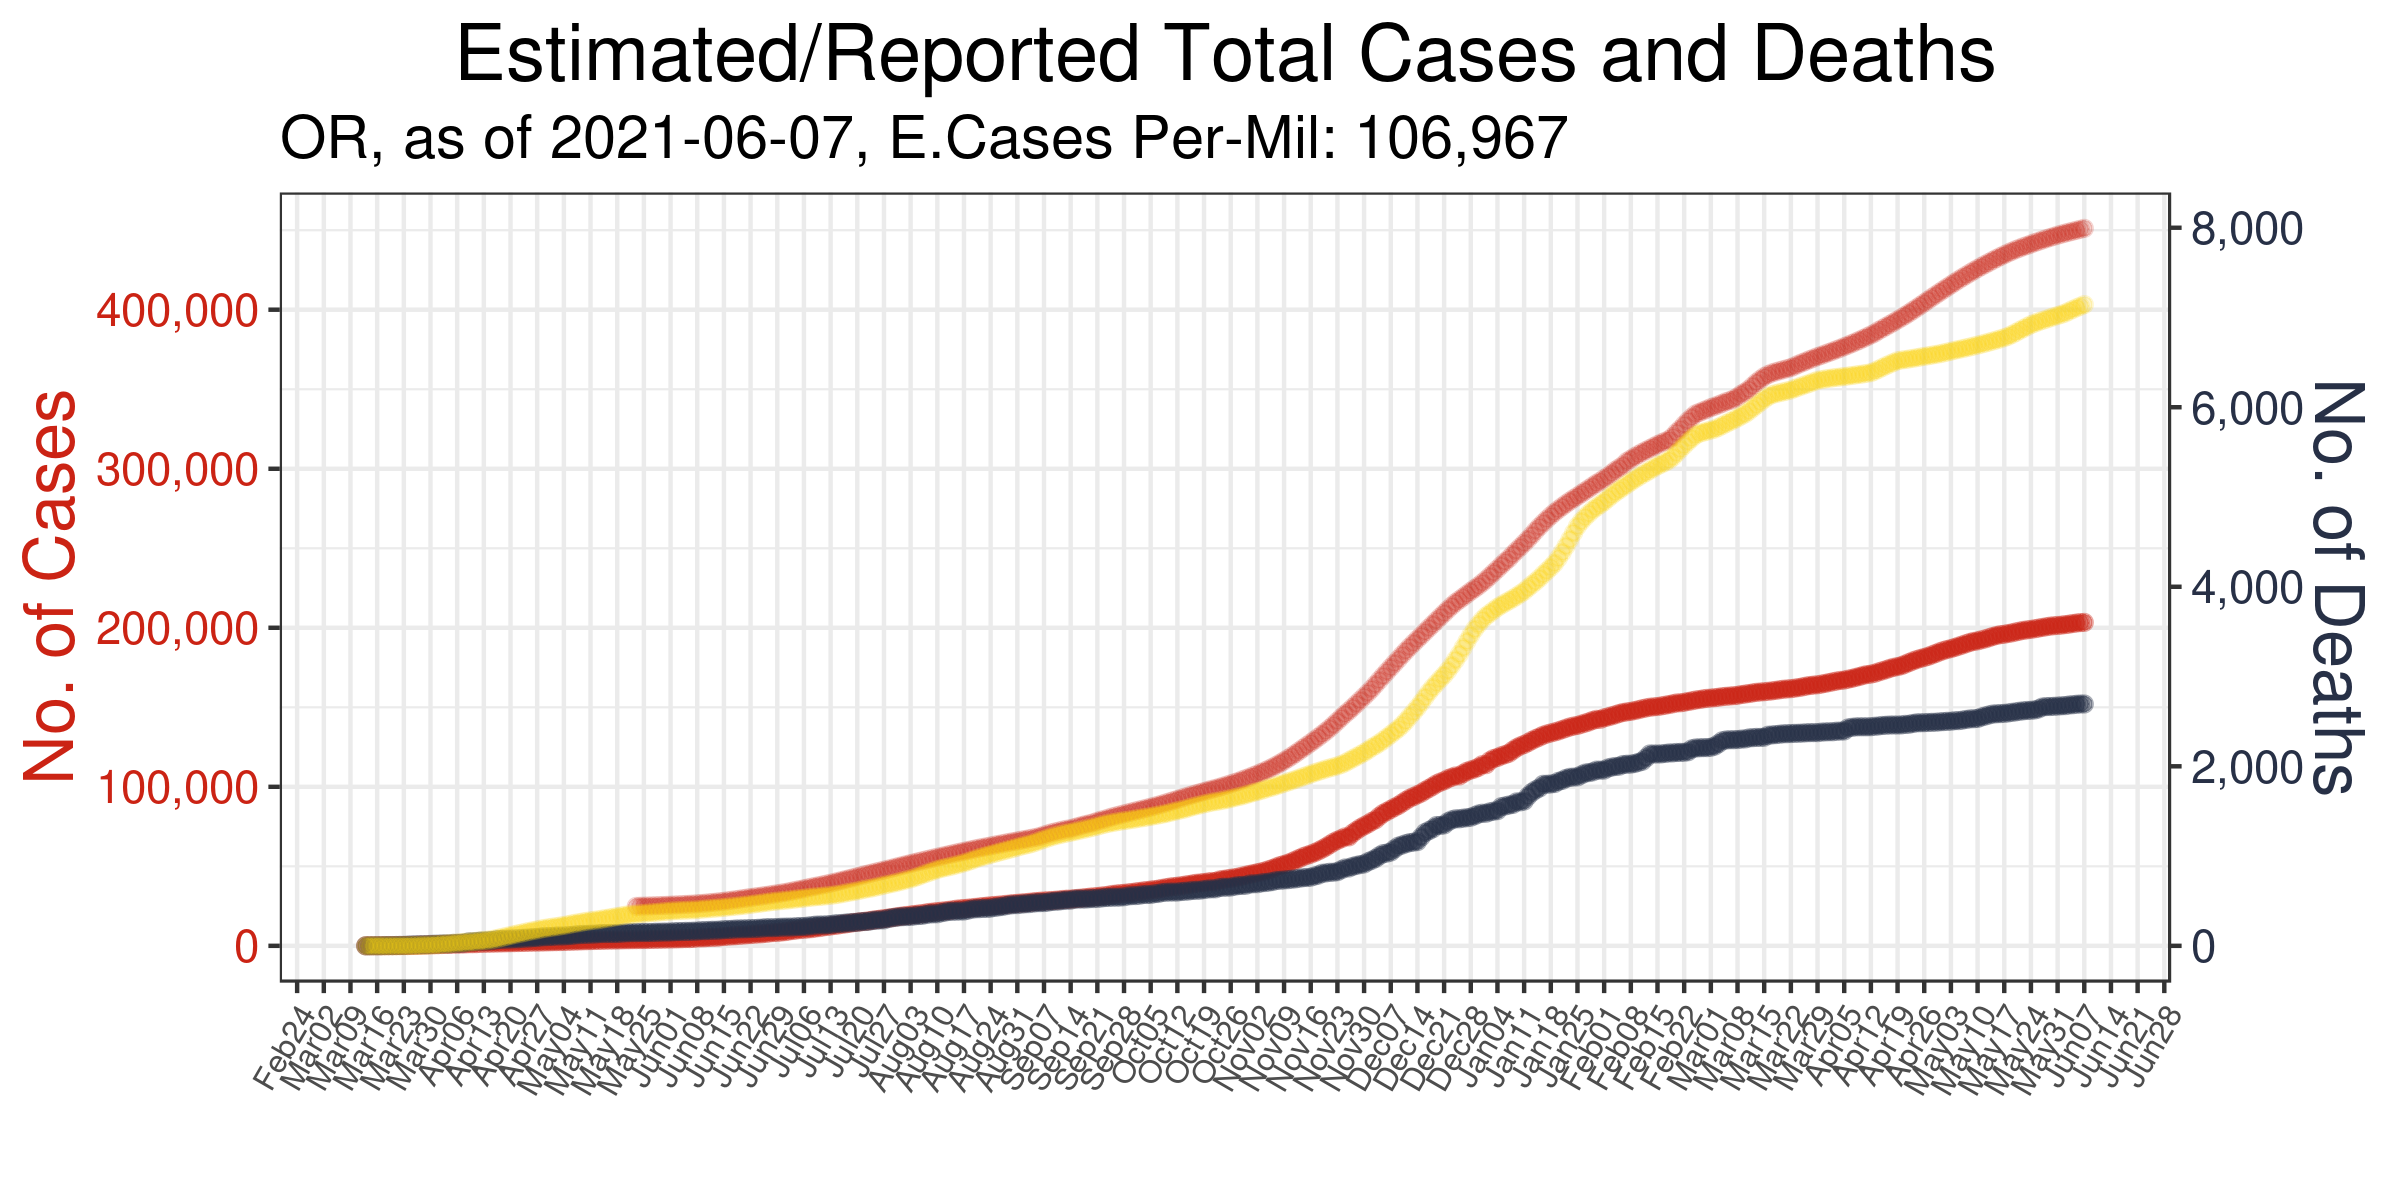 Estimated/Reported Total Cases and Deaths
OR, as of 2021-06-07, E.Cases Per-Mil: 106,967
No. of Cases
400,000
300,000
200,000
100,000
0
8,000
6,000
4,000
2,000
0
No. of Deaths
Feb24
Mar02
Mar09
Mar16
Mar23
Mar30
Apr06
Apr13
Apr20
Apr27
May04
May11
May18
May25
Jun01
Jun08
Jun15
Jun22
Jun29
Jul06
Jul13
Jul20
Jul27
Aug03
Aug10
Aug17
Aug24
Aug31
Sep07
Sep14
Sep21
Sep28
Oct05
Oct12
Oct19
Oct26
Nov02
Nov09
Nov16
Nov23
Nov30
Dec07
Dec14
Dec21
Dec28
Jan04
Jan11
Jan18
Jan25
Feb01
Feb08
Feb15
Feb22
Mar01
Mar08
Mar15
Mar22
Mar29
Apr05
Apr12
Apr19
Apr26
May03
May10
May17
May24
May31
Jun07
Jun14
Jun21
Jun28